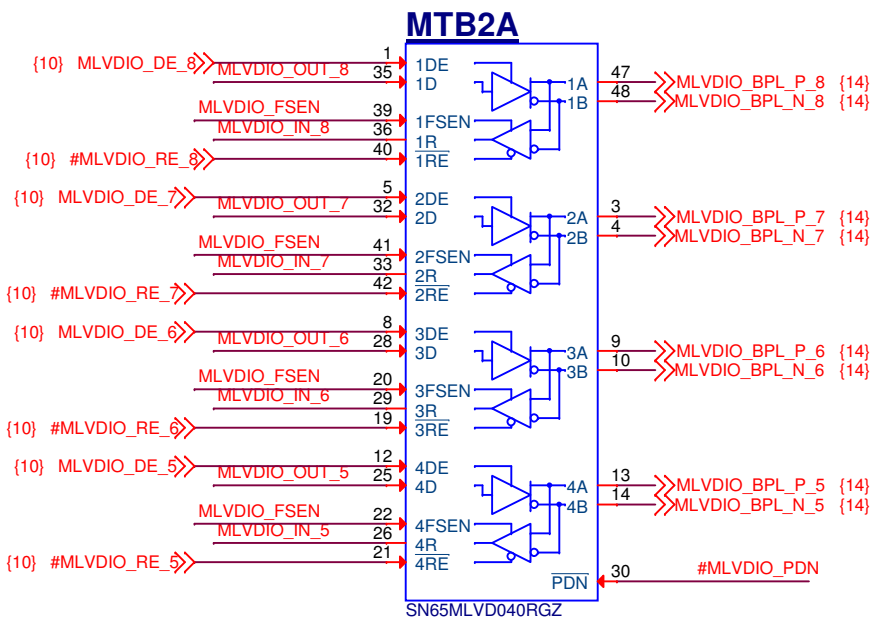 MTB2A
{10} MLVDIO_DE_8 1 1DE
MLVDIO_OUT_8 35 1D
1A 47 MLVDIO_BPL_P_8 {14}
1B 48 MLVDIO_BPL_N_8 {14}
MLVDIO_FSEN 39 1FSEN
MLVDIO_IN_8 36 1R
{10} #MLVDIO_RE_8 40 1RE
{10} MLVDIO_DE_7 5 2DE
MLVDIO_OUT_7 32 2D
2A 3 MLVDIO_BPL_P_7 {14}
2B 4 MLVDIO_BPL_N_7 {14}
MLVDIO_FSEN 41 2FSEN
MLVDIO_IN_7 33 2R
{10} #MLVDIO_RE_7 42 2RE
{10} MLVDIO_DE_6 8 3DE
MLVDIO_OUT_6 28 3D
3A 9 MLVDIO_BPL_P_6 {14}
3B 10 MLVDIO_BPL_N_6 {14}
MLVDIO_FSEN 20 3FSEN
MLVDIO_IN_6 29 3R
{10} #MLVDIO_RE_6 19 3RE
{10} MLVDIO_DE_5 12 4DE
MLVDIO_OUT_5 25 4D
4A 13 MLVDIO_BPL_P_5 {14}
4B 14 MLVDIO_BPL_N_5 {14}
MLVDIO_FSEN 22 4FSEN
MLVDIO_IN_5 26 4R
{10} #MLVDIO_RE_5 21 4RE
PDN 30 #MLVDIO_PDN
SN65MLVD040RGZ